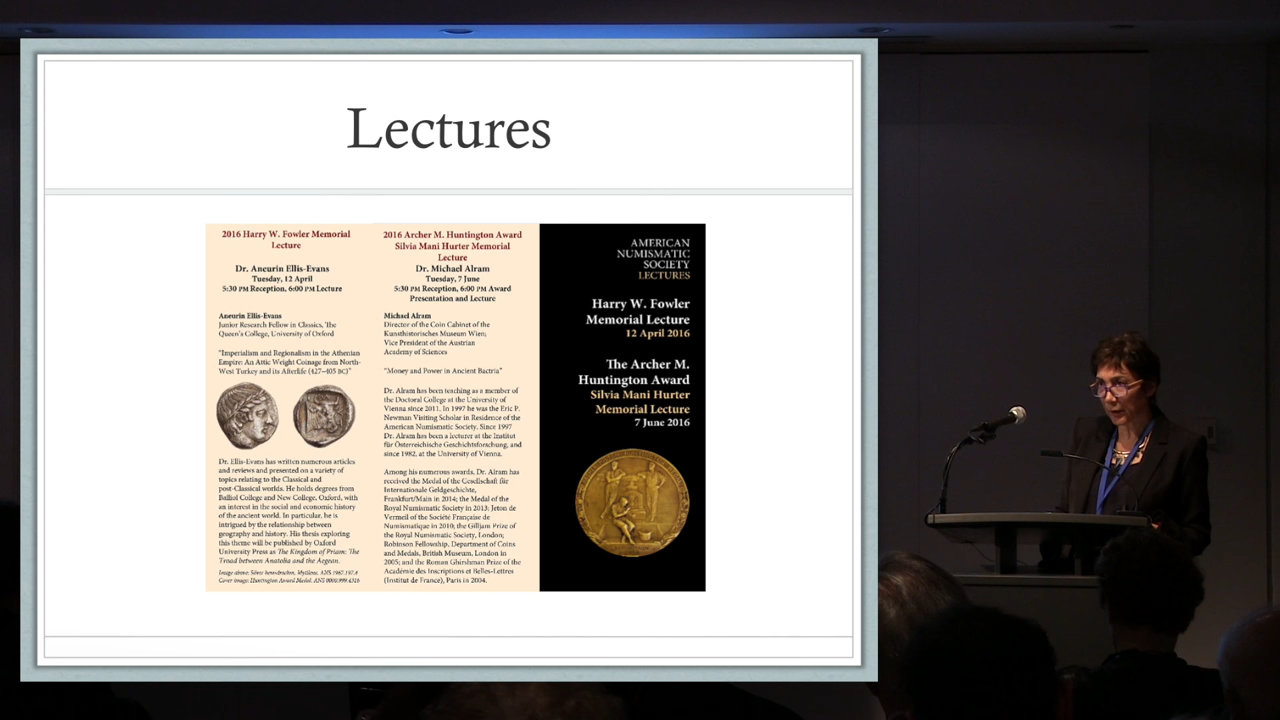 Lectures
2016 Harry W. Fowler Memorial
Lecture
Dr. Aneurin Ellis-Evans
Tuesday, 12 April
5:30 PM Reception, 6:00 PM Lecture
Aneurin Ellis-Evans
Junior Research Fellow in Classics, The
Queen's College, University of Oxford
"Imperialism and Regionalism in the Athenian
Empire: An Attic Weight Coinage from North-
West Turkey and its Afterlife (427–405 BC)"
Dr. Ellis-Evans has written numerous articles
and reviews and presented on a variety of
topics relating to the Classical and
post-Classical worlds. He holds degrees from
Balliol College and New College, Oxford, with
an interest in the social and economic history
of the ancient world. In particular, he is
intrigued by the relationship between
geography and history. His thesis exploring
this theme will be published by Oxford
University Press as The Kingdom of Priam: The
Troad between Anatolia and the Aegean.
Image above: Silver Mytilene, ANS 1967.
Cover image: Huntington Award Medal, ANS 0000.999.4316
2016 Archer M. Huntington Award
Silvia Mani Hurter Memorial
Lecture
Dr. Michael Alram
Tuesday, 7 June
5:30 PM Reception, 6:00 PM Award
Presentation and Lecture
Michael Alram
Director of the Coin Cabinet of the
Kunsthistorisches Museum Wien;
Vice President of the Austrian
Academy of Sciences
"Money and Power in Ancient Bactria"
Dr. Alram has been teaching as a member of
the Doctoral College at the University of
Vienna since 2011. In 1997 he was the Eric P.
Newman Visiting Scholar in Residence of the
American Numismatic Society. Since 1997
Dr. Alram has been a lecturer at the Institut
für Österreichische Geschichtsforschung, and
since 1982, at the University of Vienna.
Among his numerous awards, Dr. Alram has
received the Medal of the Gesellschaft für
Internationale Geldgeschichte,
Frankfurt/Main in 2014; the Medal of the
Royal Numismatic Society in 2013; Jeton de
Vermeil of the Société Française de
Numismatique in 2010; the Gilljam Prize of
the Royal Numismatic Society, London;
Robinson Fellowship, Department of Coins
and Medals, British Museum, London in
2005; and the Roman Ghirshman Prize of the
Académie des Inscriptions et Belles-Lettres
(Institut de France), Paris in 2004.
AMERICAN
NUMISMATIC
SOCIETY
LECTURES
Harry W. Fowler
Memorial Lecture
12 April 2016
The Archer M.
Huntington Award
Silvia Mani Hurter
Memorial Lecture
7 June 2016